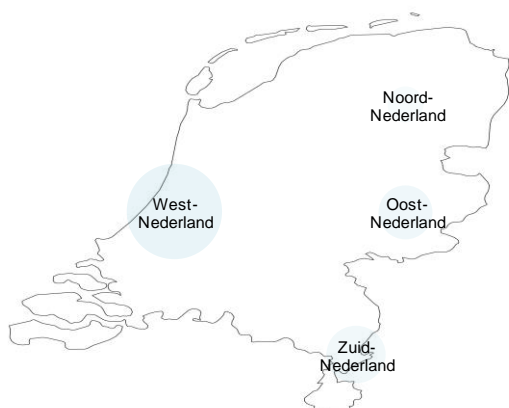 Noord-
Nederland
West-
Nederland
Oost-
Nederland
Zuid-
Nederland